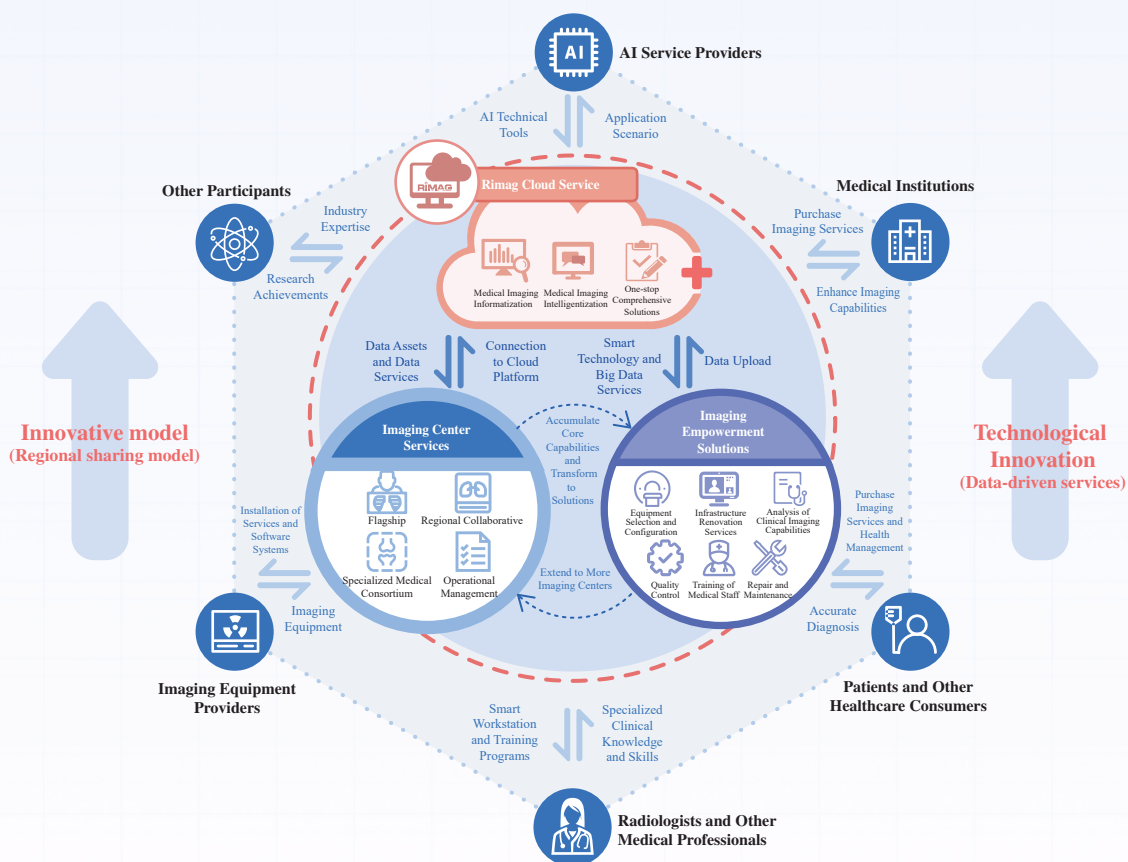 AI
AI Service Providers
AI Technical
Tools
Application
Scenario
Other Participants
Medical Institutions
RIMAG
Rimag Cloud Service
Industry
Expertise
Research
Achievements
Purchase
Imaging Services
Enhance Imaging
Capabilities
Medical Imaging
Informatization
Medical Imaging
Intelligentization
One-stop
Comprehensive
Solutions
Data Assets
and Data
Services
Connection
to Cloud
Platform
Smart
Technology and
Big Data
Services
Data Upload
Innovative model
(Regional sharing model)
Technological
Innovation
(Data-driven services)
Imaging Center
Services
Flagship
Regional Collaborative
Specialized Medical
Consortium
Operational
Management
Accumulate
Core
Capabilities
and
Transform
to
Solutions
Extend to More
Imaging Centers
Imaging
Empowerment
Solutions
Equipment
Selection and
Configuration
Infrastructure
Renovation
Services
Analysis of
Clinical Imaging
Capabilities
Quality
Control
Training of
Medical Staff
Repair and
Maintenance
Installation of
Services and
Software
Systems
Imaging
Equipment
Purchase
Imaging
Services and
Health
Management
Accurate
Diagnosis
Imaging Equipment
Providers
Patients and Other
Healthcare Consumers
Smart
Workstation
and Training
Programs
Specialized
Clinical
Knowledge
and Skills
Radiologists and Other
Medical Professionals